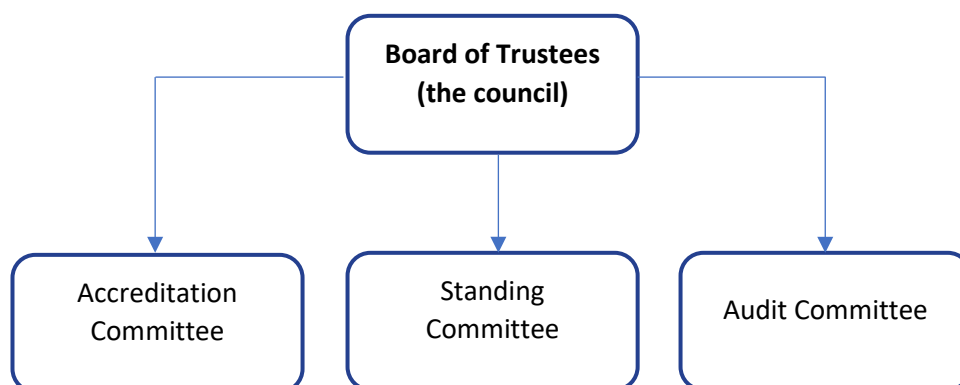 Board of Trustees
(the council)
Accreditation
Committee
Standing
Committee
Audit Committee